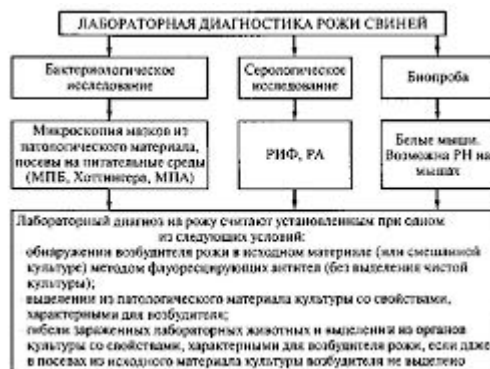 ЛАБОРАТОРНАЯ ДИАГНОСТИКА РОЖИ СВИНЕЙ
Бактериологическое
исследование
Серологическое
исследование
Биопроба
Микроскопия мазков из
патологического материала,
посевы на питательные среды
(МПБ, Хоттингера, МПА)
РИФ, РА
Белые мыши.
Возможна РН на
мышах
Лабораторный диагноз на рожу считают установленным при одном
из следующих условий:
обнаружении возбудителя рожи в исходном материале (или смешанной
культуре) методом флуоресцирующих антител (без выделения чистой
культуры);
выделении из патологического материала культуры со свойствами,
характерными для возбудителя;
гибели зараженных лабораторных животных и выделении из органов
культуры со свойствами, характерными для возбудителя рожи, если даже
в посевах из исходного материала культуры возбудителя не выделено